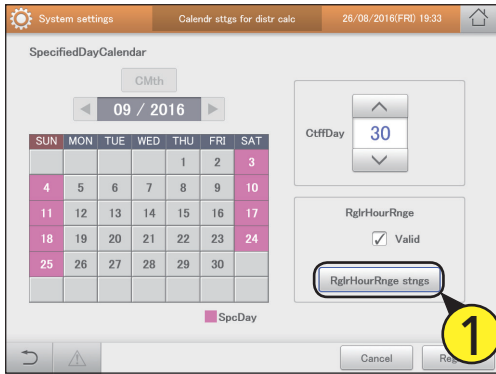 System settings
Calendr sttgs for distr calc
26/08/2016(FRI) 19:33
SpecifiedDayCalendar
CMth
09 / 2016
SUN MON TUE WED THU FRI SAT
1 2 3
4 5 6 7 8 9 10
11 12 13 14 15 16 17
18 19 20 21 22 23 24
25 26 27 28 29 30
SpcDay
CtffDay
30
RglrHourRnge
Valid
RglrHourRnge stngs
1
Cancel